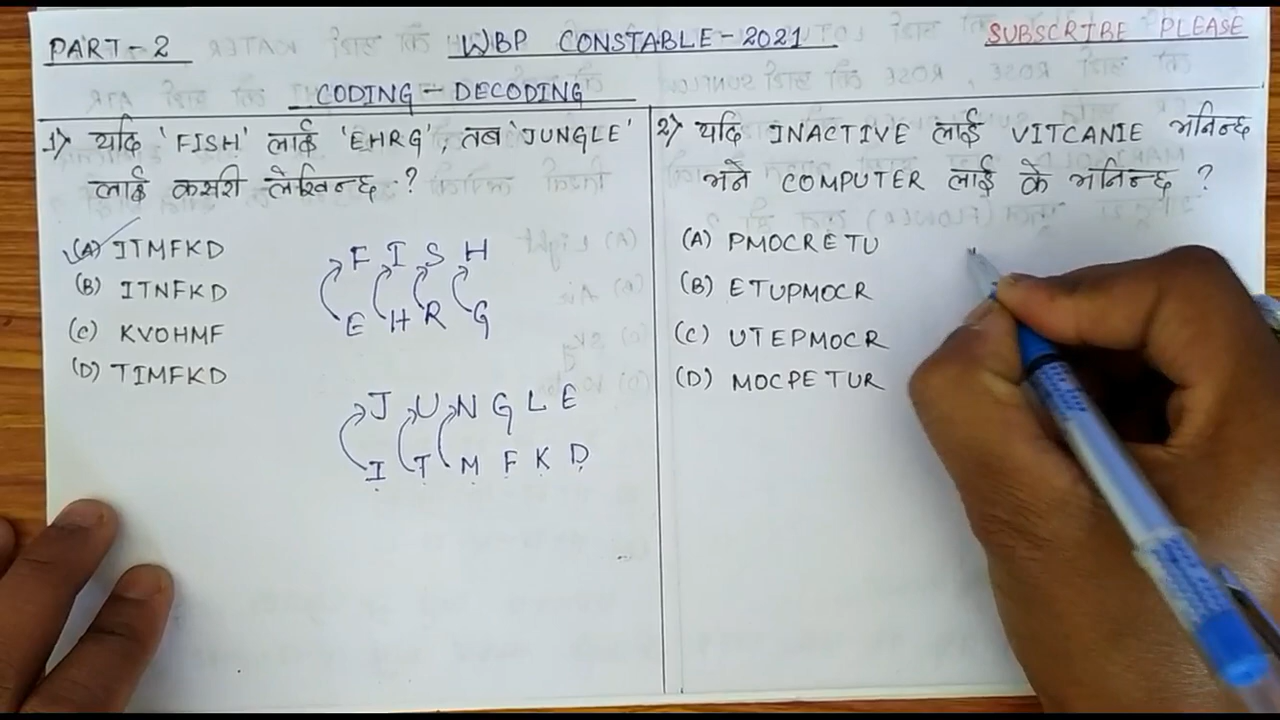 PART-2 WBP CONSTABLE-2021 SUBSCRIBE PLEASE
CODING-DECODING
1) यदि 'FISH' लाई 'EHRG', तब 'JUNGLE'
लाई कसरी लेखिन्छ ?
(A) ITMFKD
(B) ITNFKD
(C) KVOHMF
(D) TIMFKD
F I S H
E H R G
J U N G L E
I T M F K D
2) यदि INACTIVE लाई VITCANIE भनिन्छ
भने COMPUTER लाई के भनिन्छ ?
(A) PMOCRETU
(B) ETUPMOCR
(C) UTEPMOCR
(D) MOCPETUR